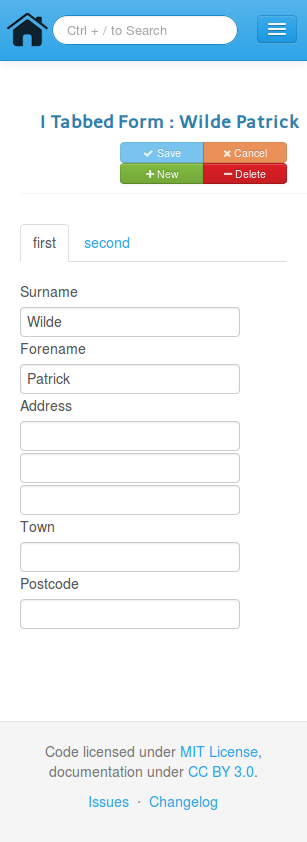 Ctrl + / to Search
I Tabbed Form : Wilde Patrick
Save Cancel
New Delete
first second
Surname
Wilde
Forename
Patrick
Address
Town
Postcode
Code licensed under MIT License,
documentation under CC BY 3.0.
Issues · Changelog